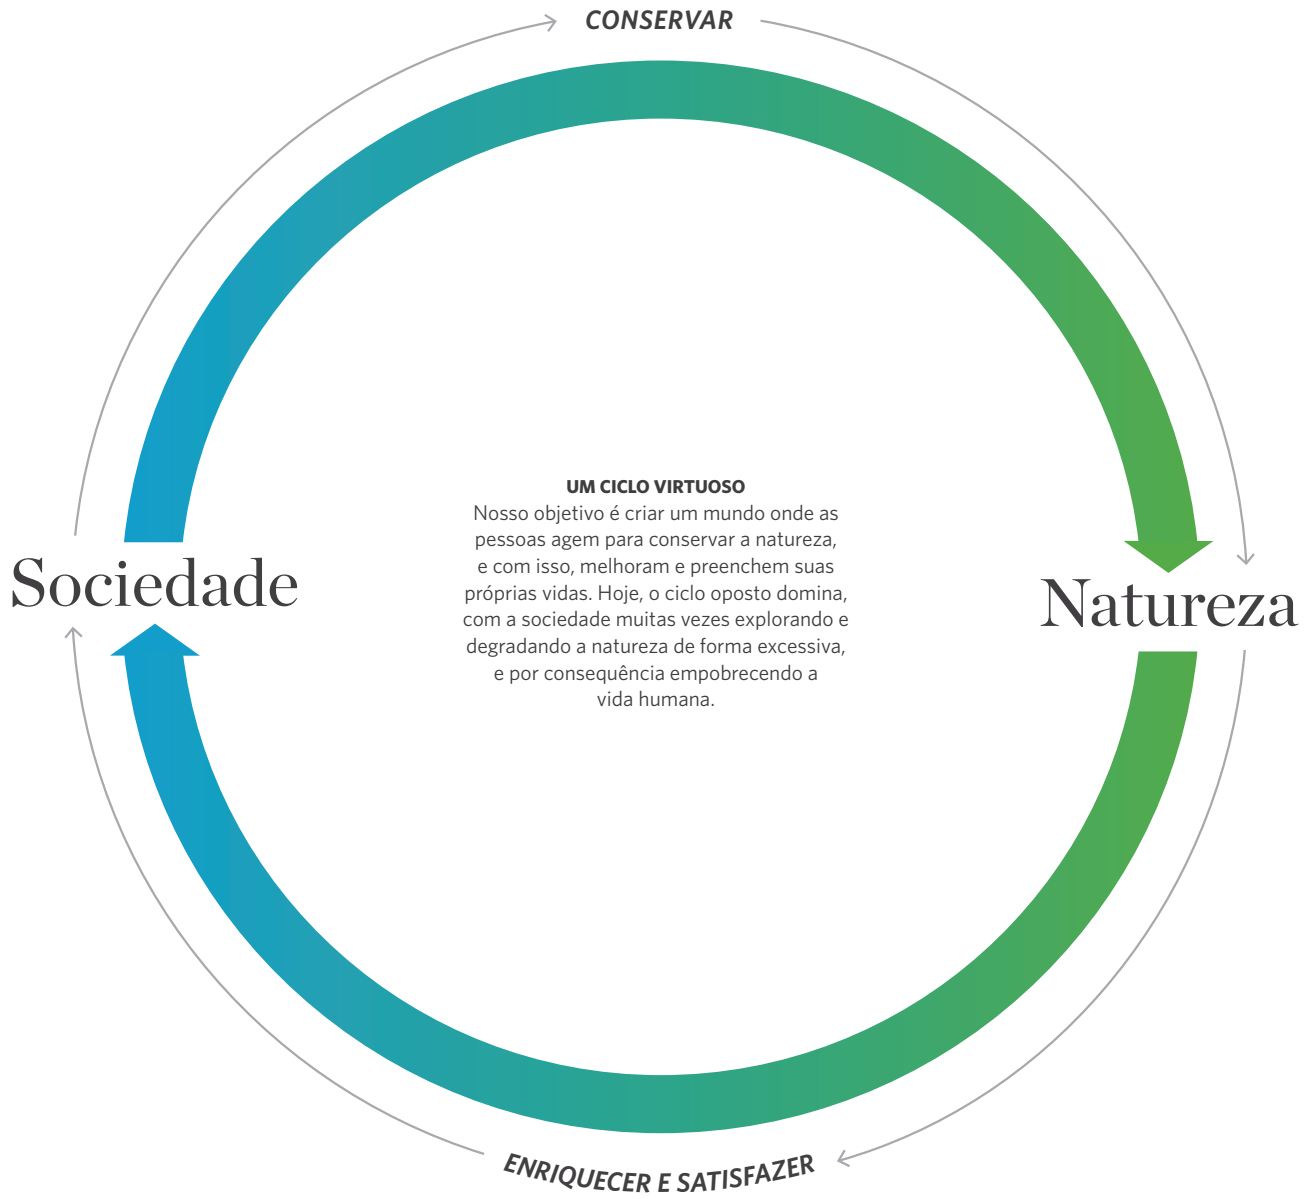 CONSERVAR
UM CICLO VIRTUOSO
Nosso objetivo é criar um mundo onde as
pessoas agem para conservar a natureza,
e com isso, melhoram e preenchem suas
próprias vidas. Hoje, o ciclo oposto domina,
com a sociedade muitas vezes explorando e
degradando a natureza de forma excessiva,
e por consequência empobrecendo a
vida humana.
Sociedade
Natureza
ENRIQUECER E SATISFAZER